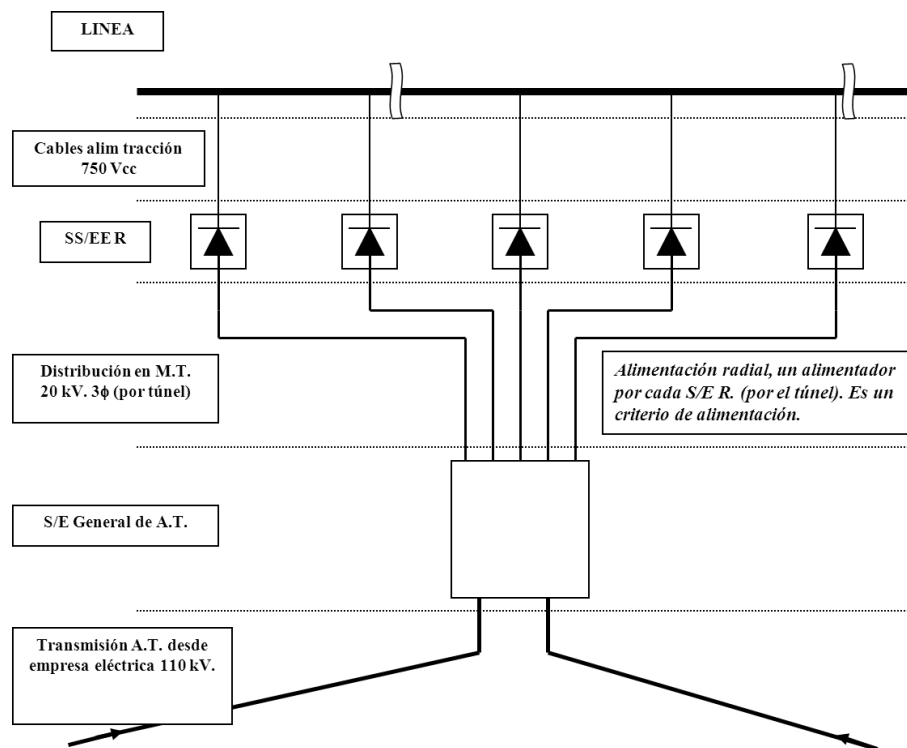 LINEA
Cables alim tracción
750 Vcc
SS/EE R
Distribución en M.T.
20 kV. 3ϕ (por túnel)
Alimentación radial, un alimentador
por cada S/E R. (por el túnel). Es un
criterio de alimentación.
S/E General de A.T.
Transmisión A.T. desde
empresa eléctrica 110 kV.